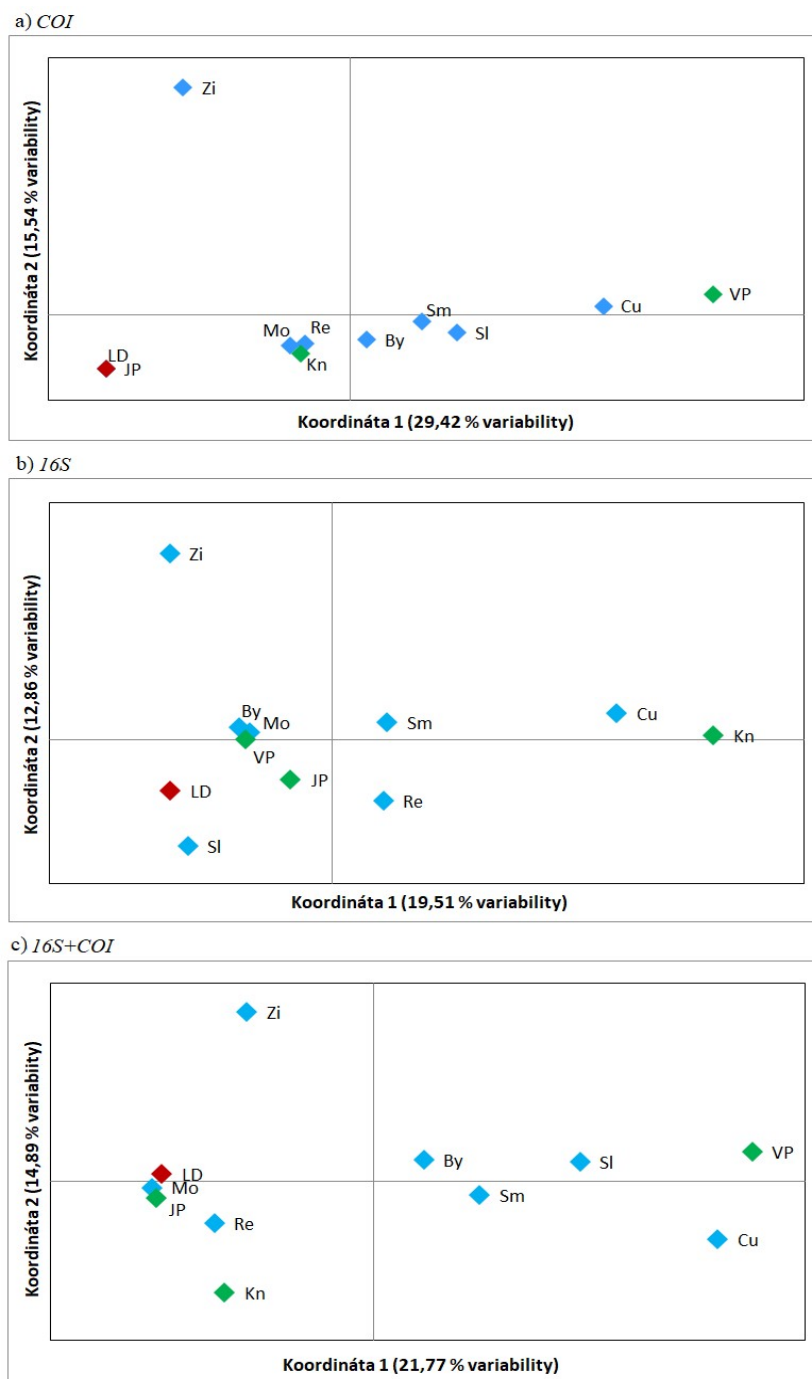 a) COI
Zi
Koordináta 2 (15,54 % variability)
VP
Cu
Sm
Sl
By
Mo
Re
Kn
LD
JP
Koordináta 1 (29,42 % variability)
b) 16S
Zi
Koordináta 2 (12,86 % variability)
By
Mo
VP
Sm
Cu
Kn
JP
LD
Re
Sl
Koordináta 1 (19,51 % variability)
c) 16S+COI
Zi
Koordináta 2 (14,89 % variabiity)
LD
Mo
JP
Re
Kn
By
Sl
VP
Sm
Cu
Koordináta 1 (21,77 % variability)